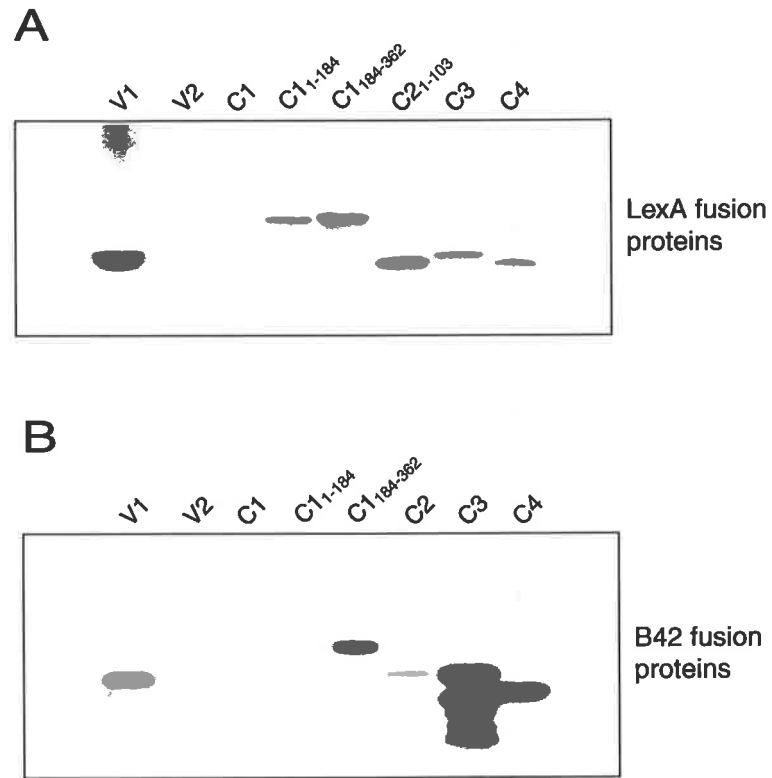 A
V1 V2 C1 C1₁₋₁₈₄ C1₁₈₄₋₃₆₂ C2₁₋₁₀₃ C3 C4
LexA fusion
proteins
B
V1 V2 C1 C1₁₋₁₈₄ C1₁₈₄₋₃₆₂ C2 C3 C4
B42 fusion
proteins